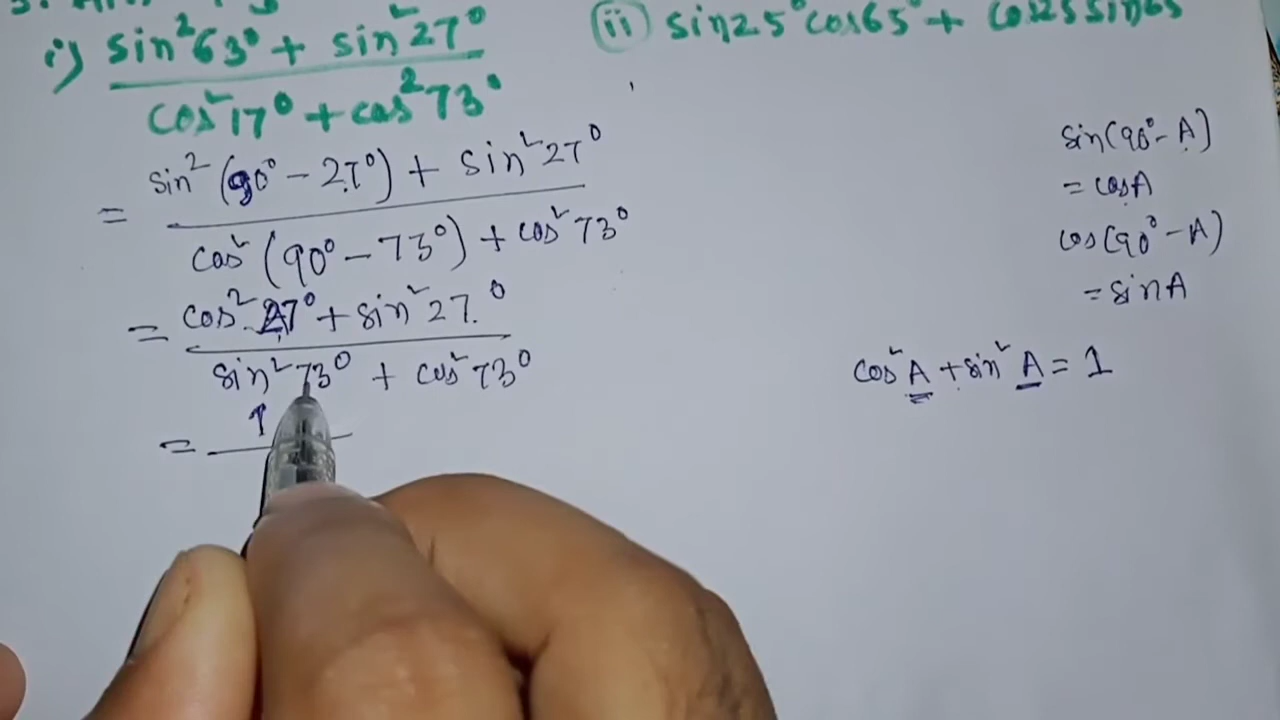 i) sin²63° + sin²27°
cos²17° + cos²73°
(ii) sin25°cos65° + cos25 sin65
= sin²(90° - 27°) + sin²27°
cos²(90° - 73°) + cos²73°
= cos²27° + sin²27°
sin²73° + cos²73°
= 1
sin(90° - A)
= cosA
cos(90° - A)
= sinA
cos²A + sin²A = 1